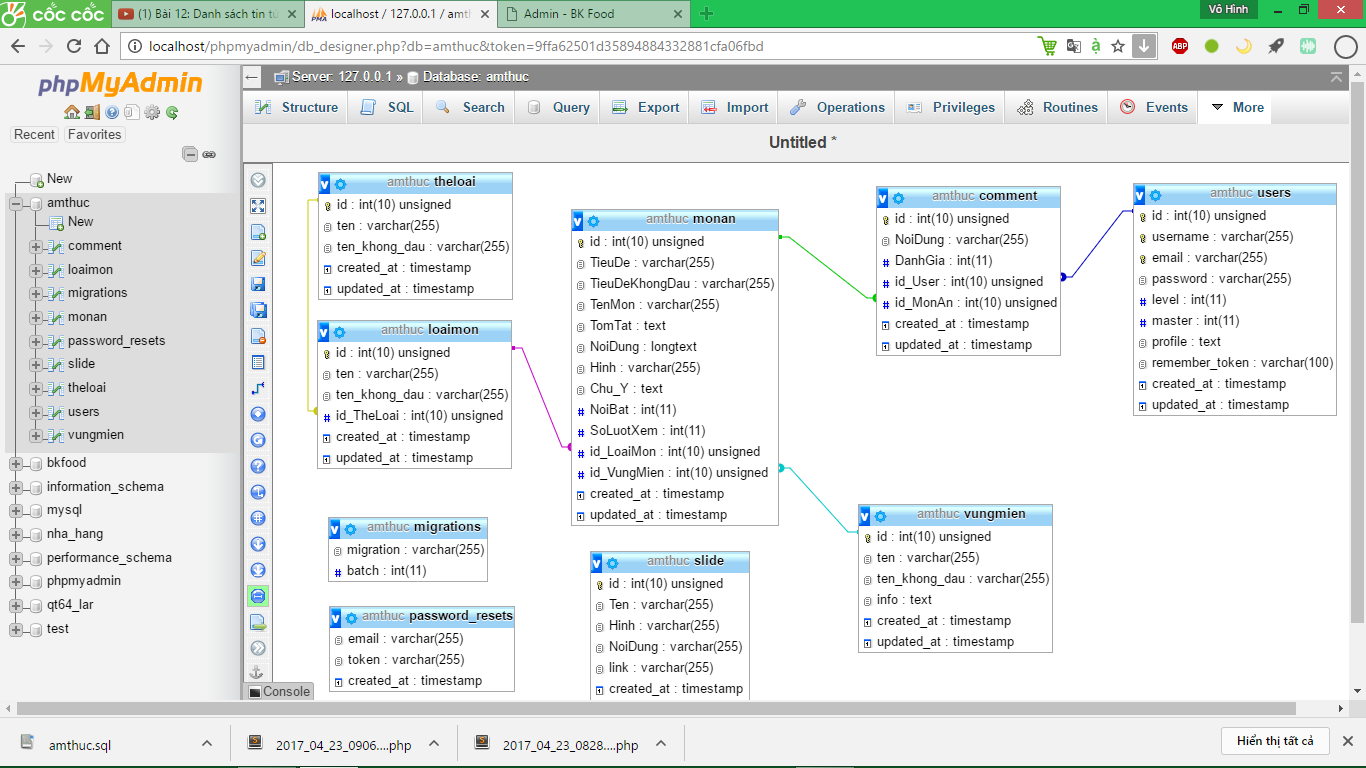 cốc cốc
(1) Bài 12: Danh sách tin tứ
localhost / 127.0.0.1 / amth
Admin - BK Food
Vô Hình
localhost/phpmyadmin/db_designer.php?db=amthuc&token=9ffa62501d35894884332881cfa06fbd
ABP
phpMyAdmin
Recent
Favorites
New
amthuc
New
comment
loaimon
migrations
monan
password_resets
slide
theloai
users
vungmien
bkfood
information_schema
mysql
nha_hang
performance_schema
phpmyadmin
qt64_lar
test
Server: 127.0.0.1 » Database: amthuc
Structure
SQL
Search
Query
Export
Import
Operations
Privileges
Routines
Events
More
Untitled *
amthuc theloai
id : int(10) unsigned
ten : varchar(255)
ten_khong_dau : varchar(255)
created_at : timestamp
updated_at : timestamp
amthuc loaimon
id : int(10) unsigned
ten : varchar(255)
ten_khong_dau : varchar(255)
id_TheLoai : int(10) unsigned
created_at : timestamp
updated_at : timestamp
amthuc migrations
migration : varchar(255)
batch : int(11)
amthuc password_resets
email : varchar(255)
token : varchar(255)
created_at : timestamp
amthuc monan
id : int(10) unsigned
TieuDe : varchar(255)
TieuDeKhongDau : varchar(255)
TenMon : varchar(255)
TomTat : text
NoiDung : longtext
Hinh : varchar(255)
Chu_Y : text
NoiBat : int(11)
SoLuotXem : int(11)
id_LoaiMon : int(10) unsigned
id_VungMien : int(10) unsigned
created_at : timestamp
updated_at : timestamp
amthuc slide
id : int(10) unsigned
Ten : varchar(255)
Hinh : varchar(255)
NoiDung : varchar(255)
link : varchar(255)
created_at : timestamp
amthuc comment
id : int(10) unsigned
NoiDung : varchar(255)
DanhGia : int(11)
id_User : int(10) unsigned
id_MonAn : int(10) unsigned
created_at : timestamp
updated_at : timestamp
amthuc users
id : int(10) unsigned
username : varchar(255)
email : varchar(255)
password : varchar(255)
level : int(11)
master : int(11)
profile : text
remember_token : varchar(100)
created_at : timestamp
updated_at : timestamp
amthuc vungmien
id : int(10) unsigned
ten : varchar(255)
ten_khong_dau : varchar(255)
info : text
created_at : timestamp
updated_at : timestamp
Console
amthuc.sql
2017_04_23_0906....php
2017_04_23_0828....php
Hiển thị tất cả